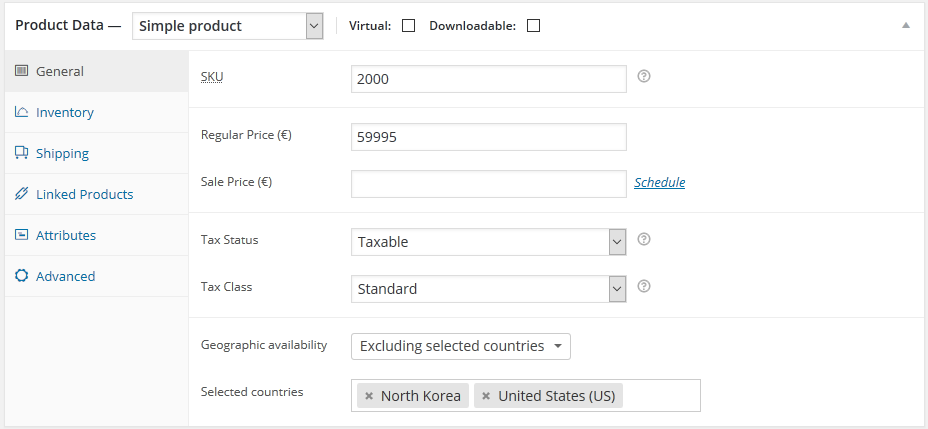 Product Data — Simple product Virtual: Downloadable:
General
Inventory
Shipping
Linked Products
Attributes
Advanced
SKU 2000
Regular Price (€) 59995
Sale Price (€) Schedule
Tax Status Taxable
Tax Class Standard
Geographic availability Excluding selected countries
Selected countries × North Korea × United States (US)